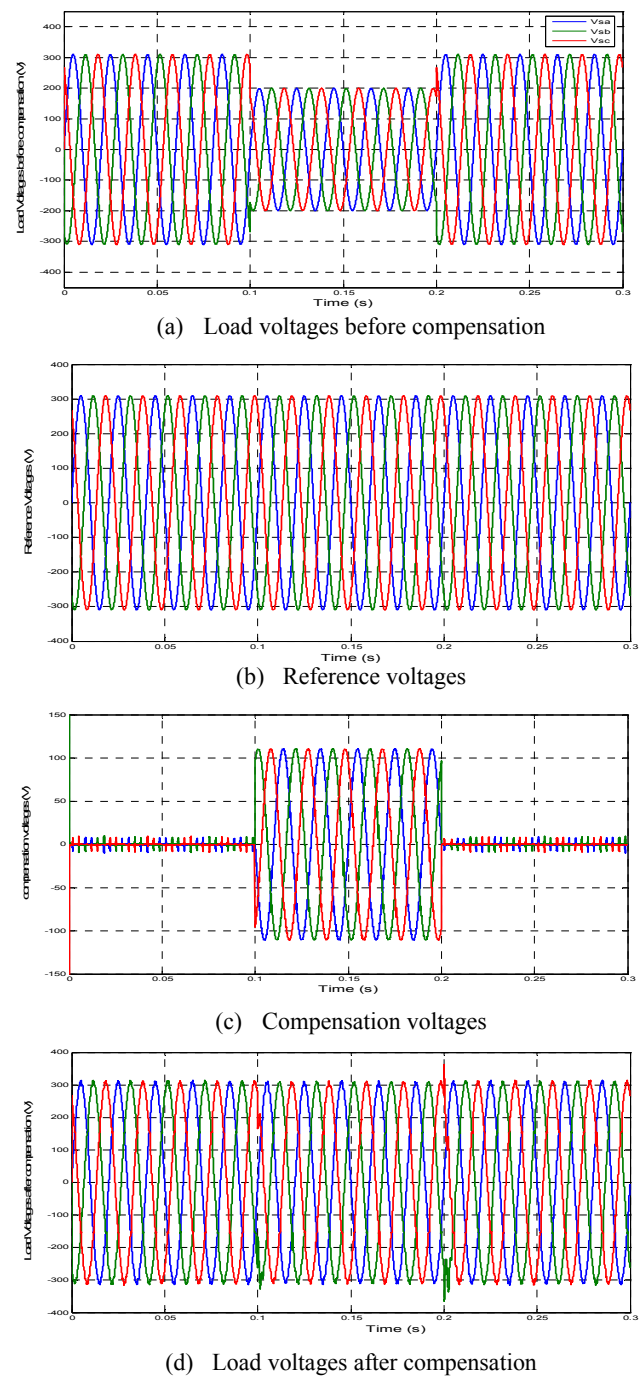 Load Voltages before compensation (V)
400
300
200
100
0
-100
-200
-300
-400
Vsa
Vsb
Vsc
0 0.05 0.1 0.15 0.2 0.25 0.3
Time (s)
(a) Load voltages before compensation
Reference Voltages (V)
400
300
200
100
0
-100
-200
-300
-400
0 0.05 0.1 0.15 0.2 0.25 0.3
Time (s)
(b) Reference voltages
compensation voltages (V)
150
100
50
0
-50
-100
-150
0 0.05 0.1 0.15 0.2 0.25 0.3
Time (s)
(c) Compensation voltages
Load Voltages after compensation (V)
400
300
200
100
0
-100
-200
-300
-400
0 0.05 0.1 0.15 0.2 0.25 0.3
Time (s)
(d) Load voltages after compensation